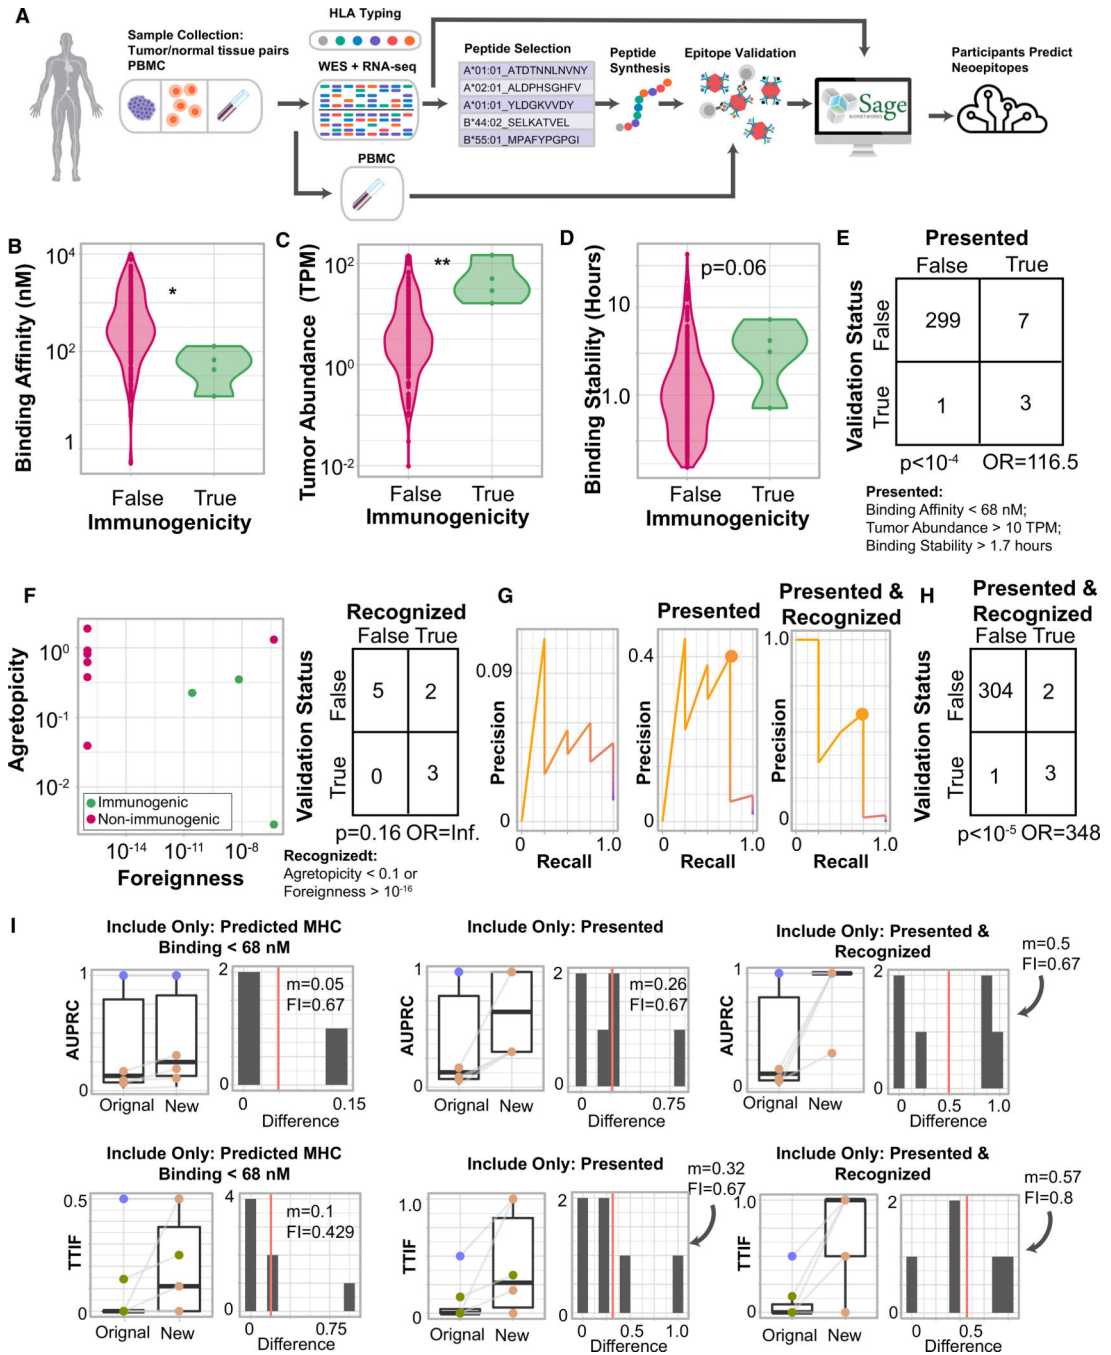 A
Sample Collection:
Tumor/normal tissue pairs
PBMC
HLA Typing
WES + RNA-seq
PBMC
Peptide Selection
A*01:01_ATDTNNLNVNY
A*02:01_ALDPHSGHFV
A*01:01_YLDGKVVDY
B*44:02_SELKATVEL
B*55:01_MPAFYPGPGI
Peptide
Synthesis
Epitope Validation
Sage
BIONETWORKS
Participants Predict
Neoepitopes
B
Binding Affinity (nM)
10⁴
10²
1
*
False True
Immunogenicity
C
Tumor Abundance (TPM)
10²
10⁰
10⁻²
**
False True
Immunogenicity
D
Binding Stability (Hours)
10
1.0
p=0.06
False True
Immunogenicity
E
Presented
False True
Validation Status
False
True
299 7
1 3
p<10⁻⁴ OR=116.5
Presented:
Binding Affinity < 68 nM;
Tumor Abundance > 10 TPM;
Binding Stability > 1.7 hours
F
Agretopicity
10⁰
10⁻¹
10⁻²
Immunogenic
Non-immunogenic
10⁻¹⁴ 10⁻¹¹ 10⁻⁸
Foreignness
Recognized
False True
Validation Status
False
True
5 2
0 3
p=0.16 OR=Inf.
Recognizedt:
Agretopicity < 0.1 or
Foreignness > 10⁻¹⁶
G
Precision
0.09
0
0 1.0
Recall
Presented
Precision
0.4
0
0 1.0
Recall
Presented &
Recognized
Precision
1.0
0
0 1.0
Recall
H
Presented &
Recognized
False True
Validation Status
False
True
304 2
1 3
p<10⁻⁵ OR=348
I
Include Only: Predicted MHC
Binding < 68 nM
AUPRC
1
0
Orignal New
2
0
m=0.05
FI=0.67
0 0.15
Difference
Include Only: Presented
AUPRC
1
0
Orignal New
2
0
m=0.26
FI=0.67
0 0.75
Difference
Include Only: Presented &
Recognized
AUPRC
1
0
Orignal New
2
0
m=0.5
FI=0.67
0 0.5 1.0
Difference
Include Only: Predicted MHC
Binding < 68 nM
TTIF
0.5
0
Orignal New
4
0
m=0.1
FI=0.429
0 0.75
Difference
Include Only: Presented
TTIF
1.0
0
Orignal New
2
0
m=0.32
FI=0.67
0 0.5 1.0
Difference
Include Only: Presented &
Recognized
TTIF
1
0
Orignal New
2
0
m=0.57
FI=0.8
0 0.5
Difference